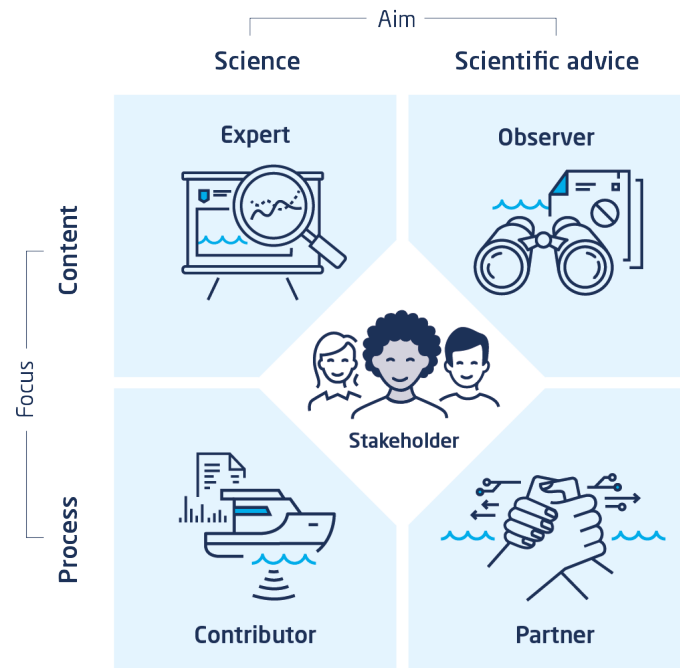 Aim
Science
Scientific advice
Expert
Observer
Content
Focus
Stakeholder
Process
Contributor
Partner